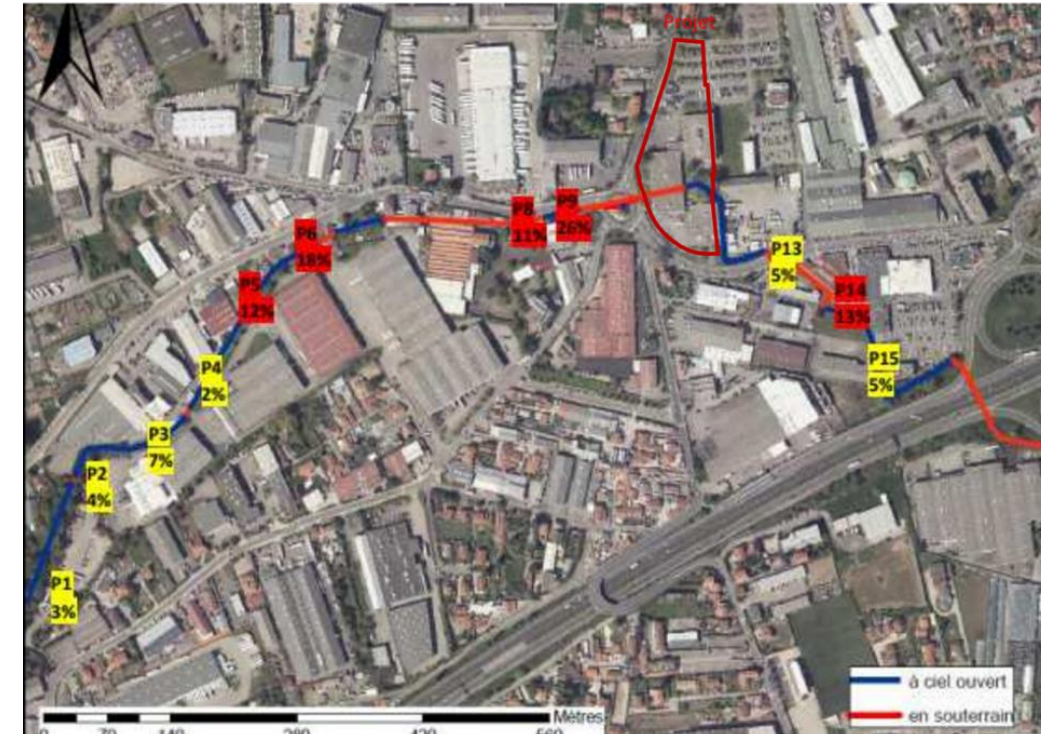 Projet
P8
11%
P9
26%
P6
18%
P13
5%
P5
12%
P14
13%
P4
2%
P15
5%
P3
7%
P2
4%
P1
3%
à ciel ouvert
en souterrain
Mètres
0 70 140 280 420 560